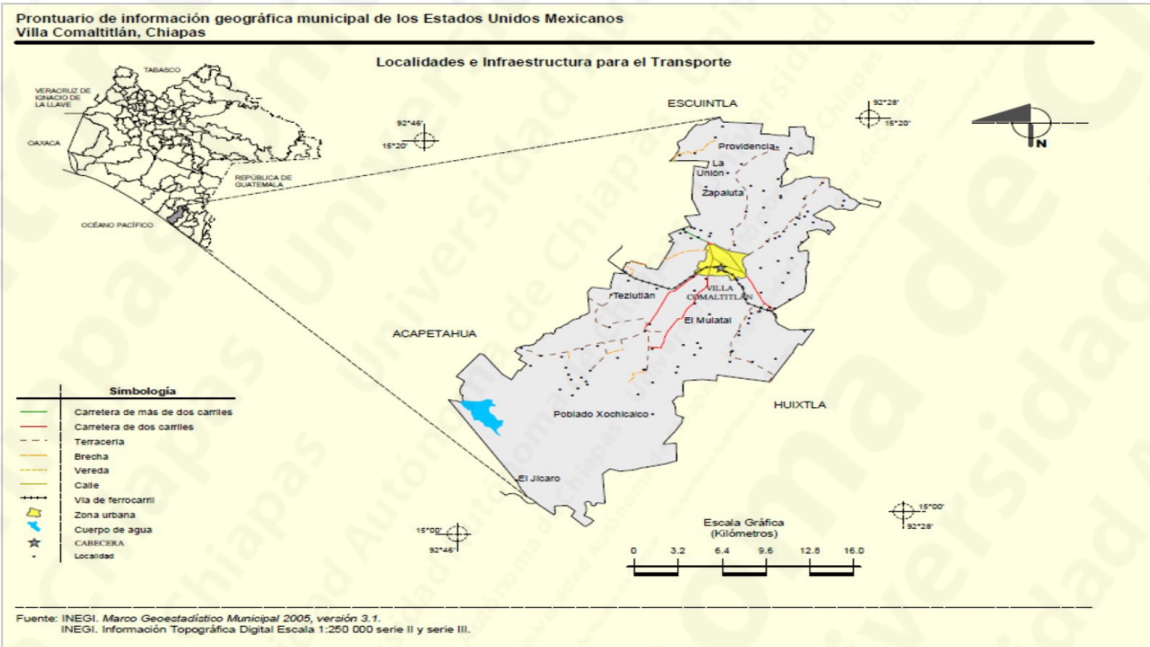 Prontuario de información geográfica municipal de los Estados Unidos Mexicanos
Villa Comaltitlán, Chiapas
Localidades e Infraestructura para el Transporte
TABASCO
VERACRUZ DE
IGNACIO DE
LA LLAVE
OAXACA
REPÚBLICA DE
GUATEMALA
OCÉANO PACÍFICO
92°46'
15°20'
ESCUINTLA
92°28'
15°20'
N
Providencia
La
Unión
Zapaluta
Teziutlán
VILLA
COMALTITLÁN
El Mulatal
ACAPETAHUA
HUIXTLA
Poblado Xochicalco
El Jícaro
Simbología
Carretera de más de dos carriles
Carretera de dos carriles
Terracería
Brecha
Vereda
Calle
Vía de ferrocarril
Zona urbana
Cuerpo de agua
CABECERA
Localidad
15°00'
92°46'
15°00'
92°28'
Escala Gráfica
(Kilómetros)
0 3.2 6.4 9.6 12.8 16.0
Fuente: INEGI. Marco Geoestadístico Municipal 2005, versión 3.1.
INEGI. Información Topográfica Digital Escala 1:250 000 serie II y serie III.